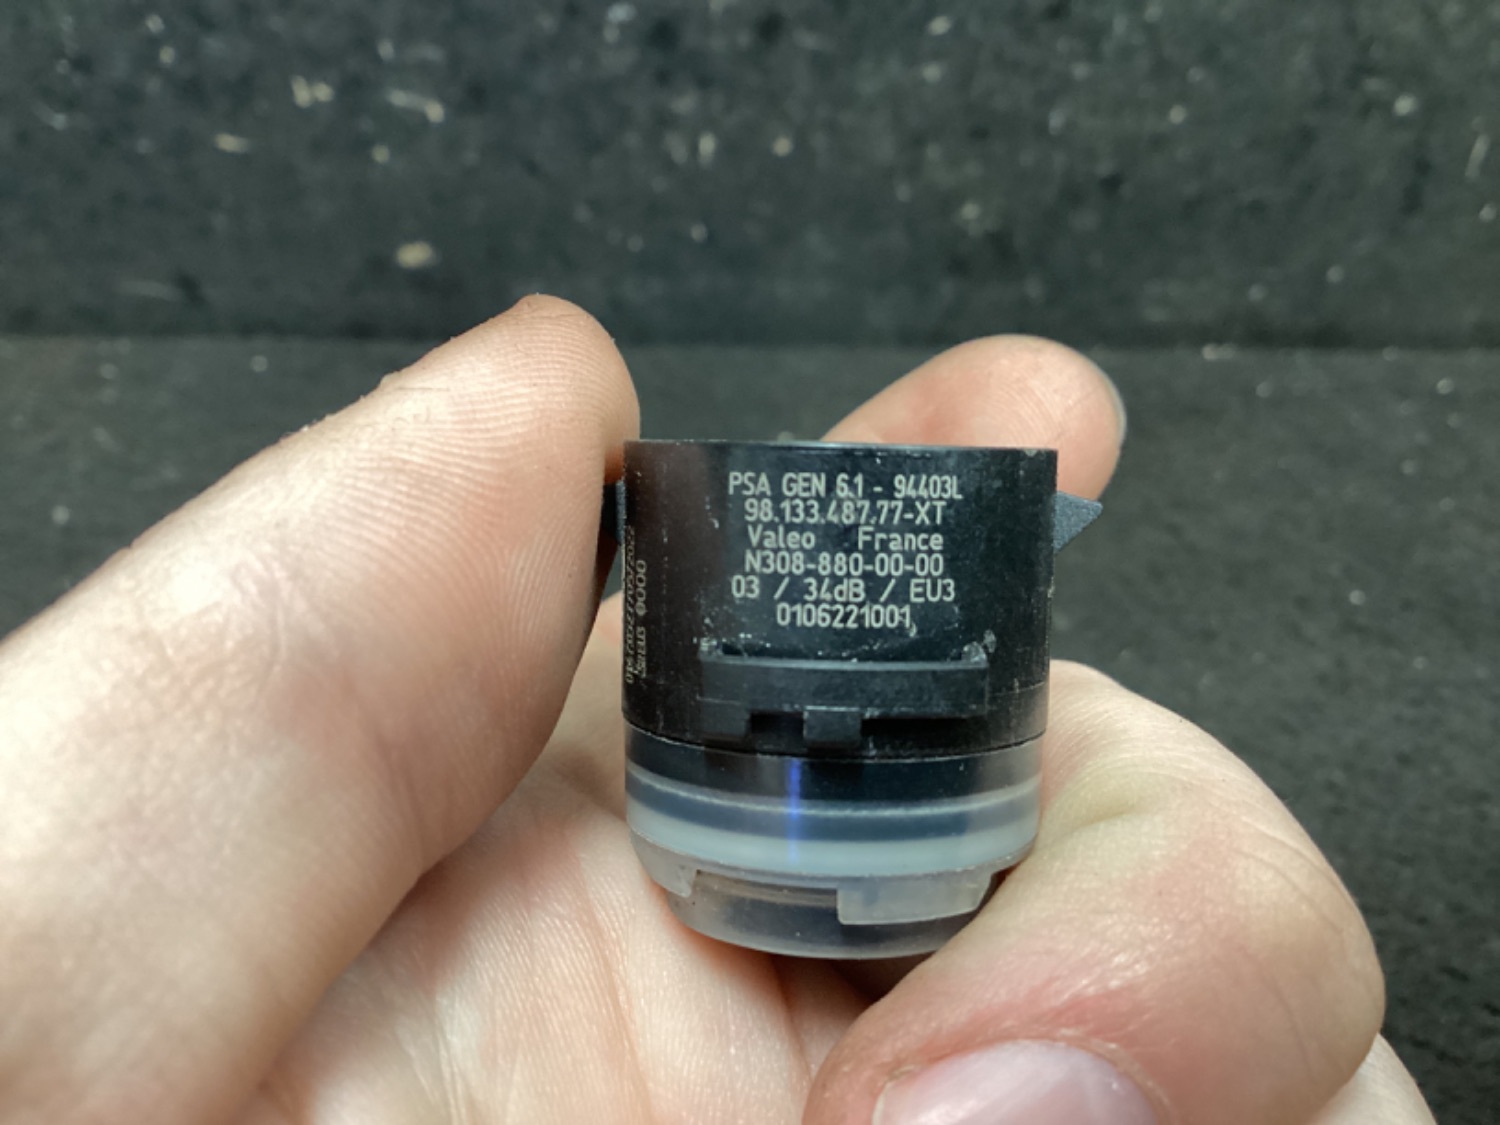 PSA GEN 6.1 - 94403L
98.133.487.77-XT
Valeo France
N308-880-00-00
03 / 34dB / EU3
0106221001